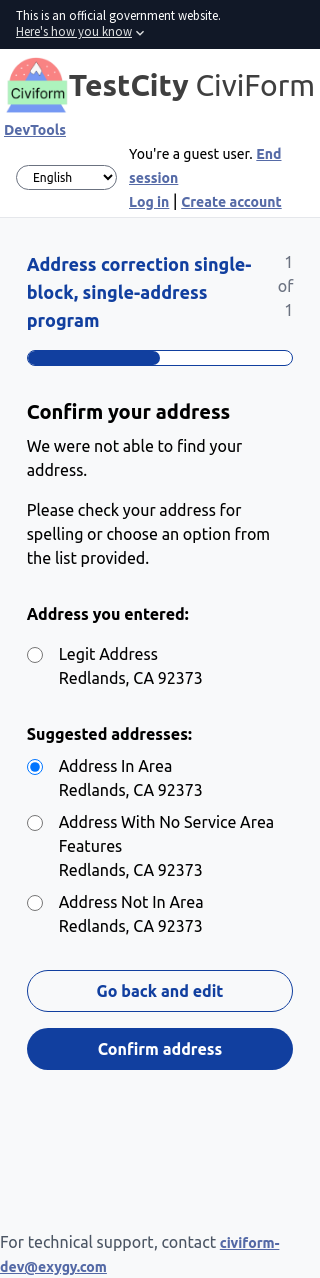 This is an official government website.
Here's how you know
Civiform
TestCity CiviForm
DevTools
English
You're a guest user. End
session
Log in | Create account
Address correction single-
block, single-address
program
1
of
1
Confirm your address
We were not able to find your
address.
Please check your address for
spelling or choose an option from
the list provided.
Address you entered:
Legit Address
Redlands, CA 92373
Suggested addresses:
Address In Area
Redlands, CA 92373
Address With No Service Area
Features
Redlands, CA 92373
Address Not In Area
Redlands, CA 92373
Go back and edit
Confirm address
For technical support, contact civiform-
dev@exygy.com